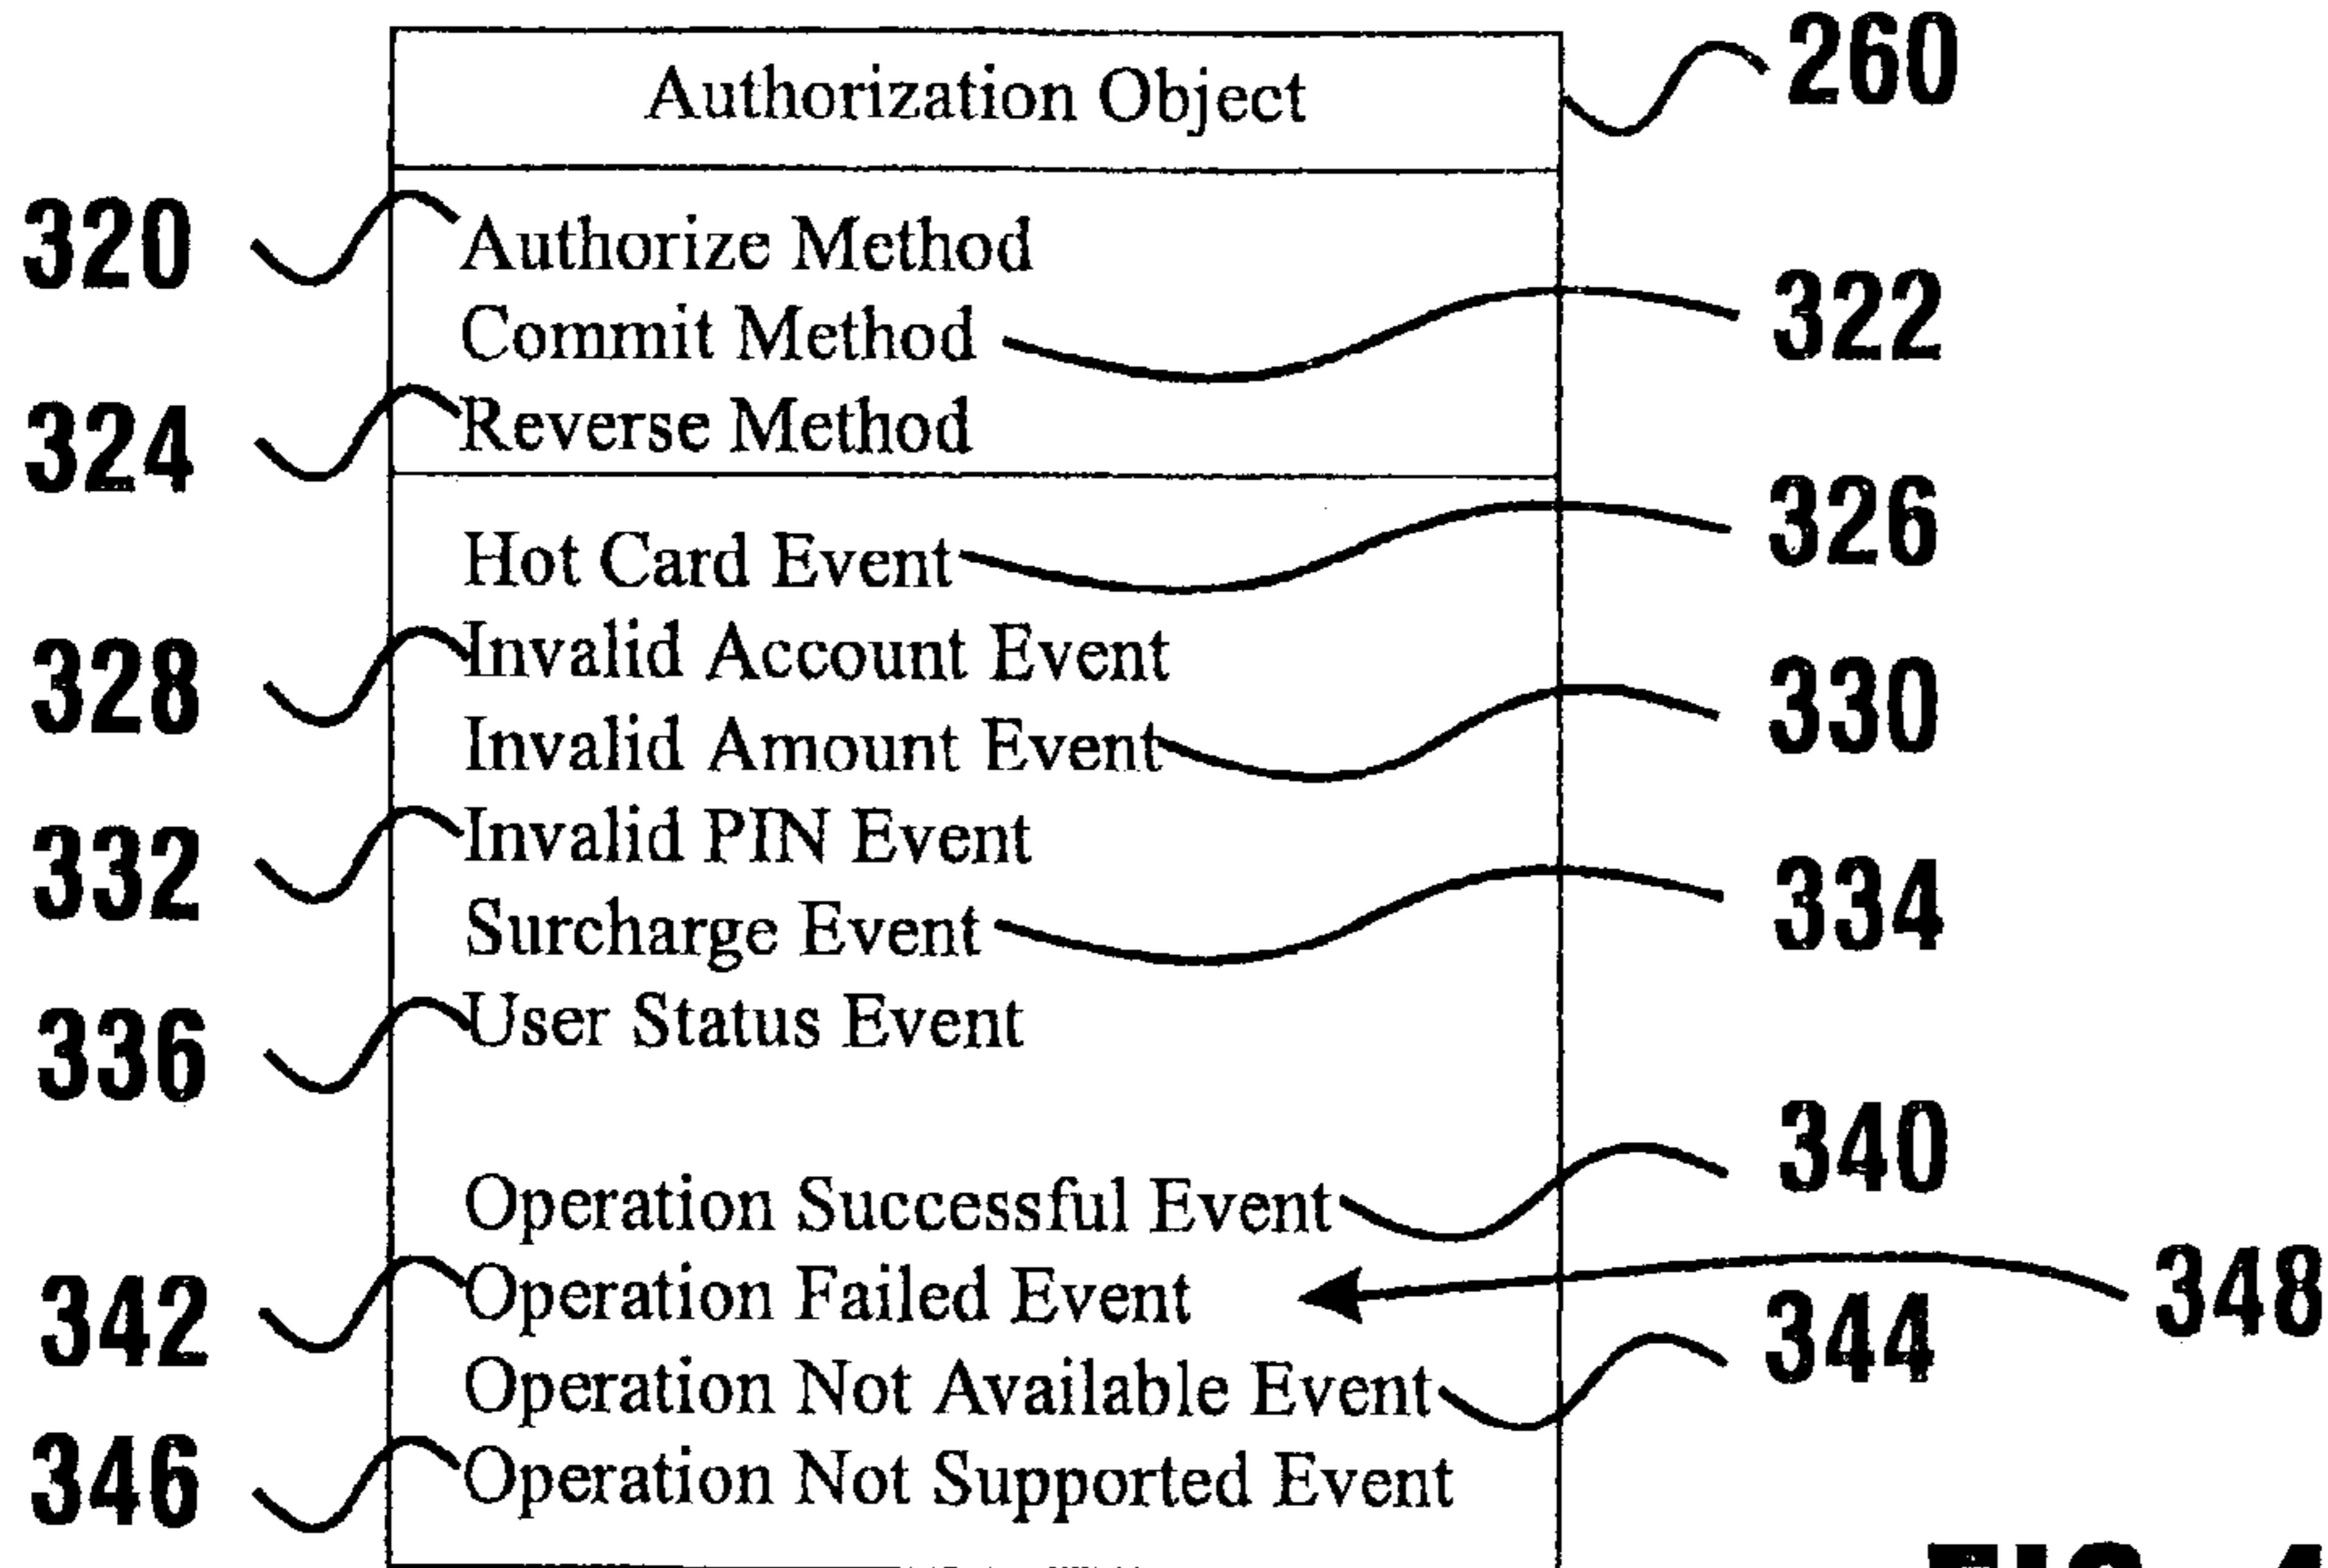 Authorization Object 260
320 Authorize Method
Commit Method 322
324 Reverse Method
Hot Card Event 326
328 Invalid Account Event
Invalid Amount Event 330
332 Invalid PIN Event
Surcharge Event 334
336 User Status Event
Operation Successful Event 340
342 Operation Failed Event 348
Operation Not Available Event 344
346 Operation Not Supported Event